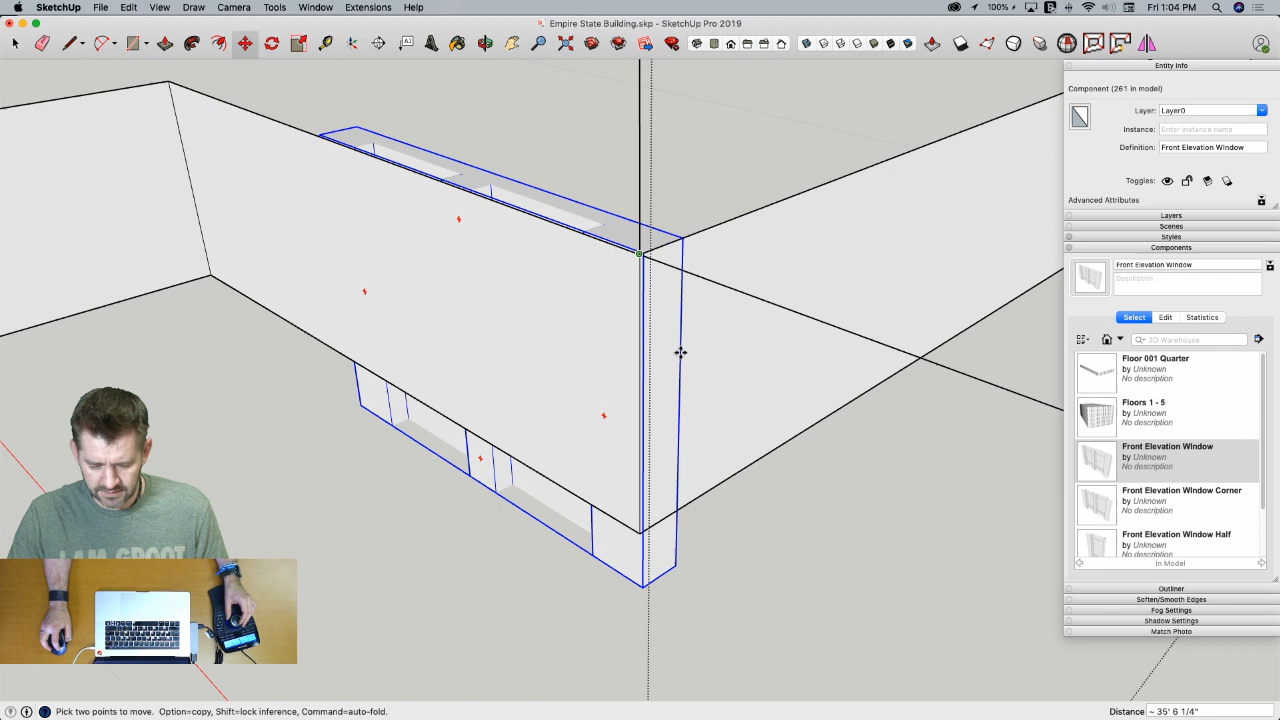 SketchUp File Edit View Draw Camera Tools Window Extensions Help
100% Fri 1:04 PM
Empire State Building.skp - SketchUp Pro 2019
Entity Info
Component (261 in model)
Layer: Layer0
Instance: Enter instance name
Definition: Front Elevation WIndow
Toggles:
Advanced Attributes
Layers
Scenes
Styles
Components
Front Elevation WIndow
Description
Select Edit Statistics
3D Warehouse
Floor 001 Quarter
by Unknown
No description
Floors 1 - 5
by Unknown
No description
Front Elevation WIndow
by Unknown
No description
Front Elevation WIndow Corner
by Unknown
No description
Front Elevation WIndow Half
by Unknown
In Model
Outliner
Soften/Smooth Edges
Fog Settings
Shadow Settings
Match Photo
I AM GROOT
Pick two points to move. Option=copy, Shift=lock inference, Command=auto-fold.
Distance ~ 35' 6 1/4"